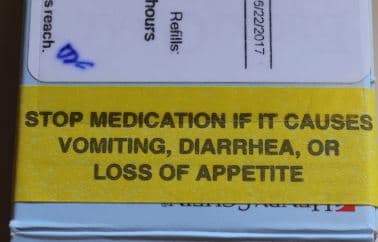 s reach.
hours
Refills:
6/22/2017
STOP MEDICATION IF IT CAUSES
VOMITING, DIARRHEA, OR
LOSS OF APPETITE